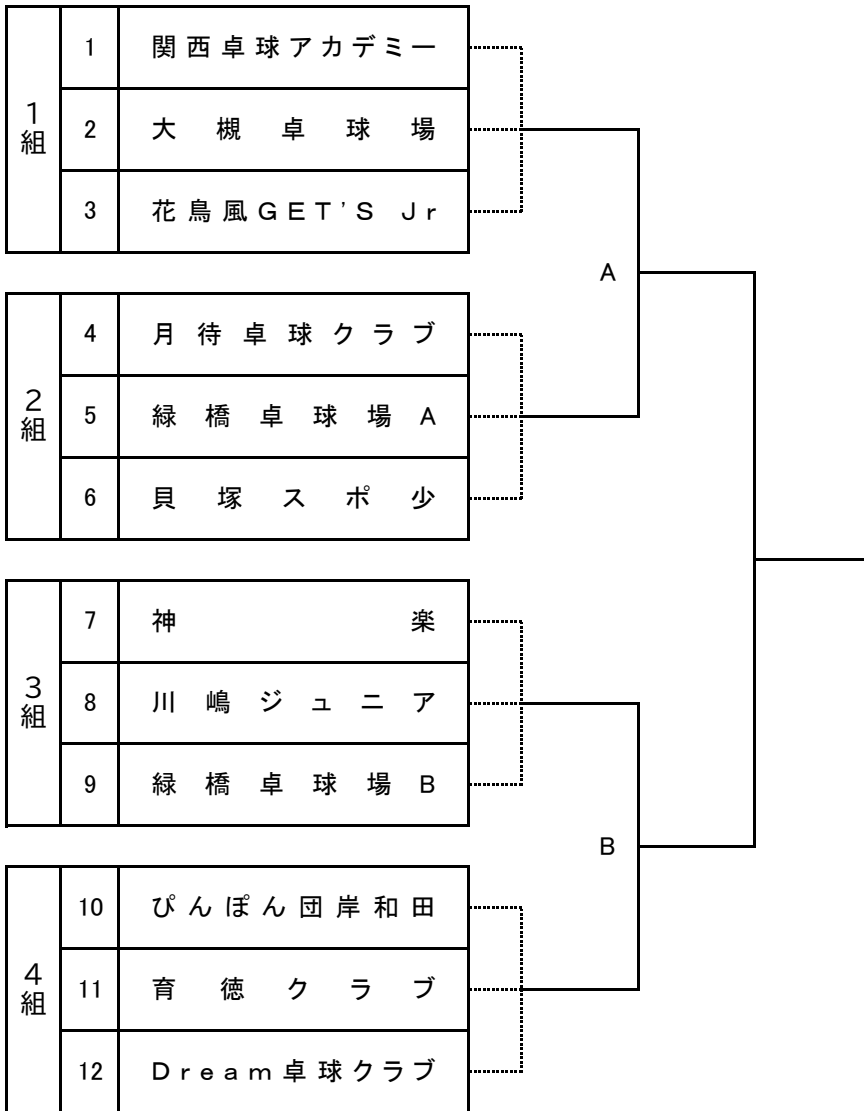 1組
1 関西卓球アカデミー
2 大槻卓球場
3 花鳥風GET'S Jr
A
2組
4 月待卓球クラブ
5 緑橋卓球場A
6 貝塚スポ少
3組
7 神楽
8 川嶋ジュニア
9 緑橋卓球場B
B
4組
10 ぴんぽん団岸和田
11 育徳クラブ
12 Dream卓球クラブ